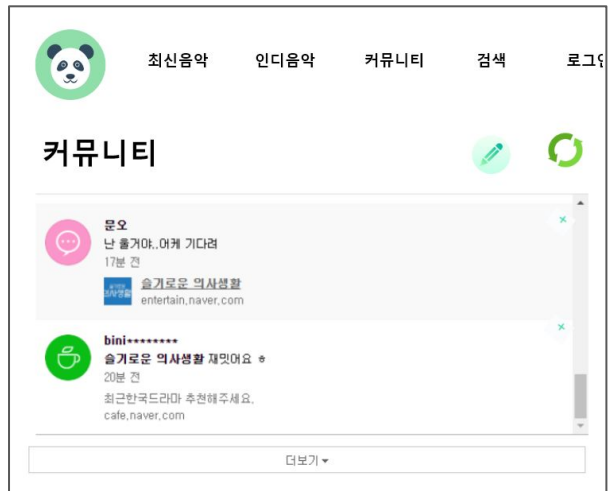 최신음악 인디음악 커뮤니티 검색 로그인
커뮤니티
문오
난 울거야..어케 기다려
17분 전
슬기로운 의사생활
entertain.naver.com
bini********
슬기로운 의사생활 재밋어요 ㅎ
20분 전
최근한국드라마 추천해주세요.
cafe.naver.com
더보기